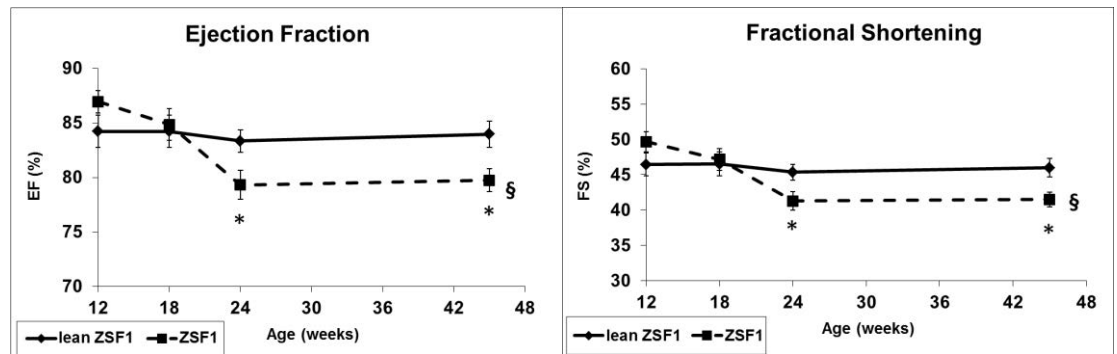 Ejection Fraction
90
85
80
75
70
EF (%)
* * §
12 18 24 30 36 42 48
Age (weeks)
lean ZSF1 ZSF1
Fractional Shortening
60
55
50
45
40
35
30
FS (%)
* * §
12 18 24 30 36 42 48
Age (weeks)
lean ZSF1 ZSF1